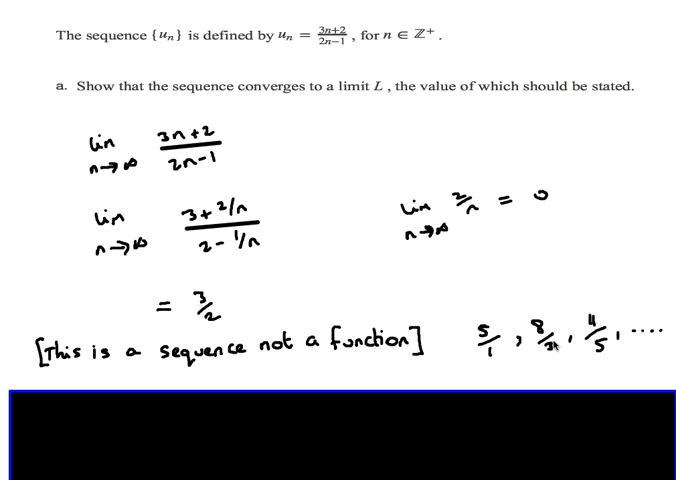 The sequence {uₙ} is defined by uₙ = (3n+2)/(2n−1), for n ∈ ℤ⁺.
a. Show that the sequence converges to a limit L, the value of which should be stated.
lim n→∞ (3n+2)/(2n-1)
lim n→∞ (3+2/n)/(2-1/n)
lim n→∞ 2/n = 0
= 3/2
[This is a sequence not a function]
5/1, 8/3, 11/5, ....